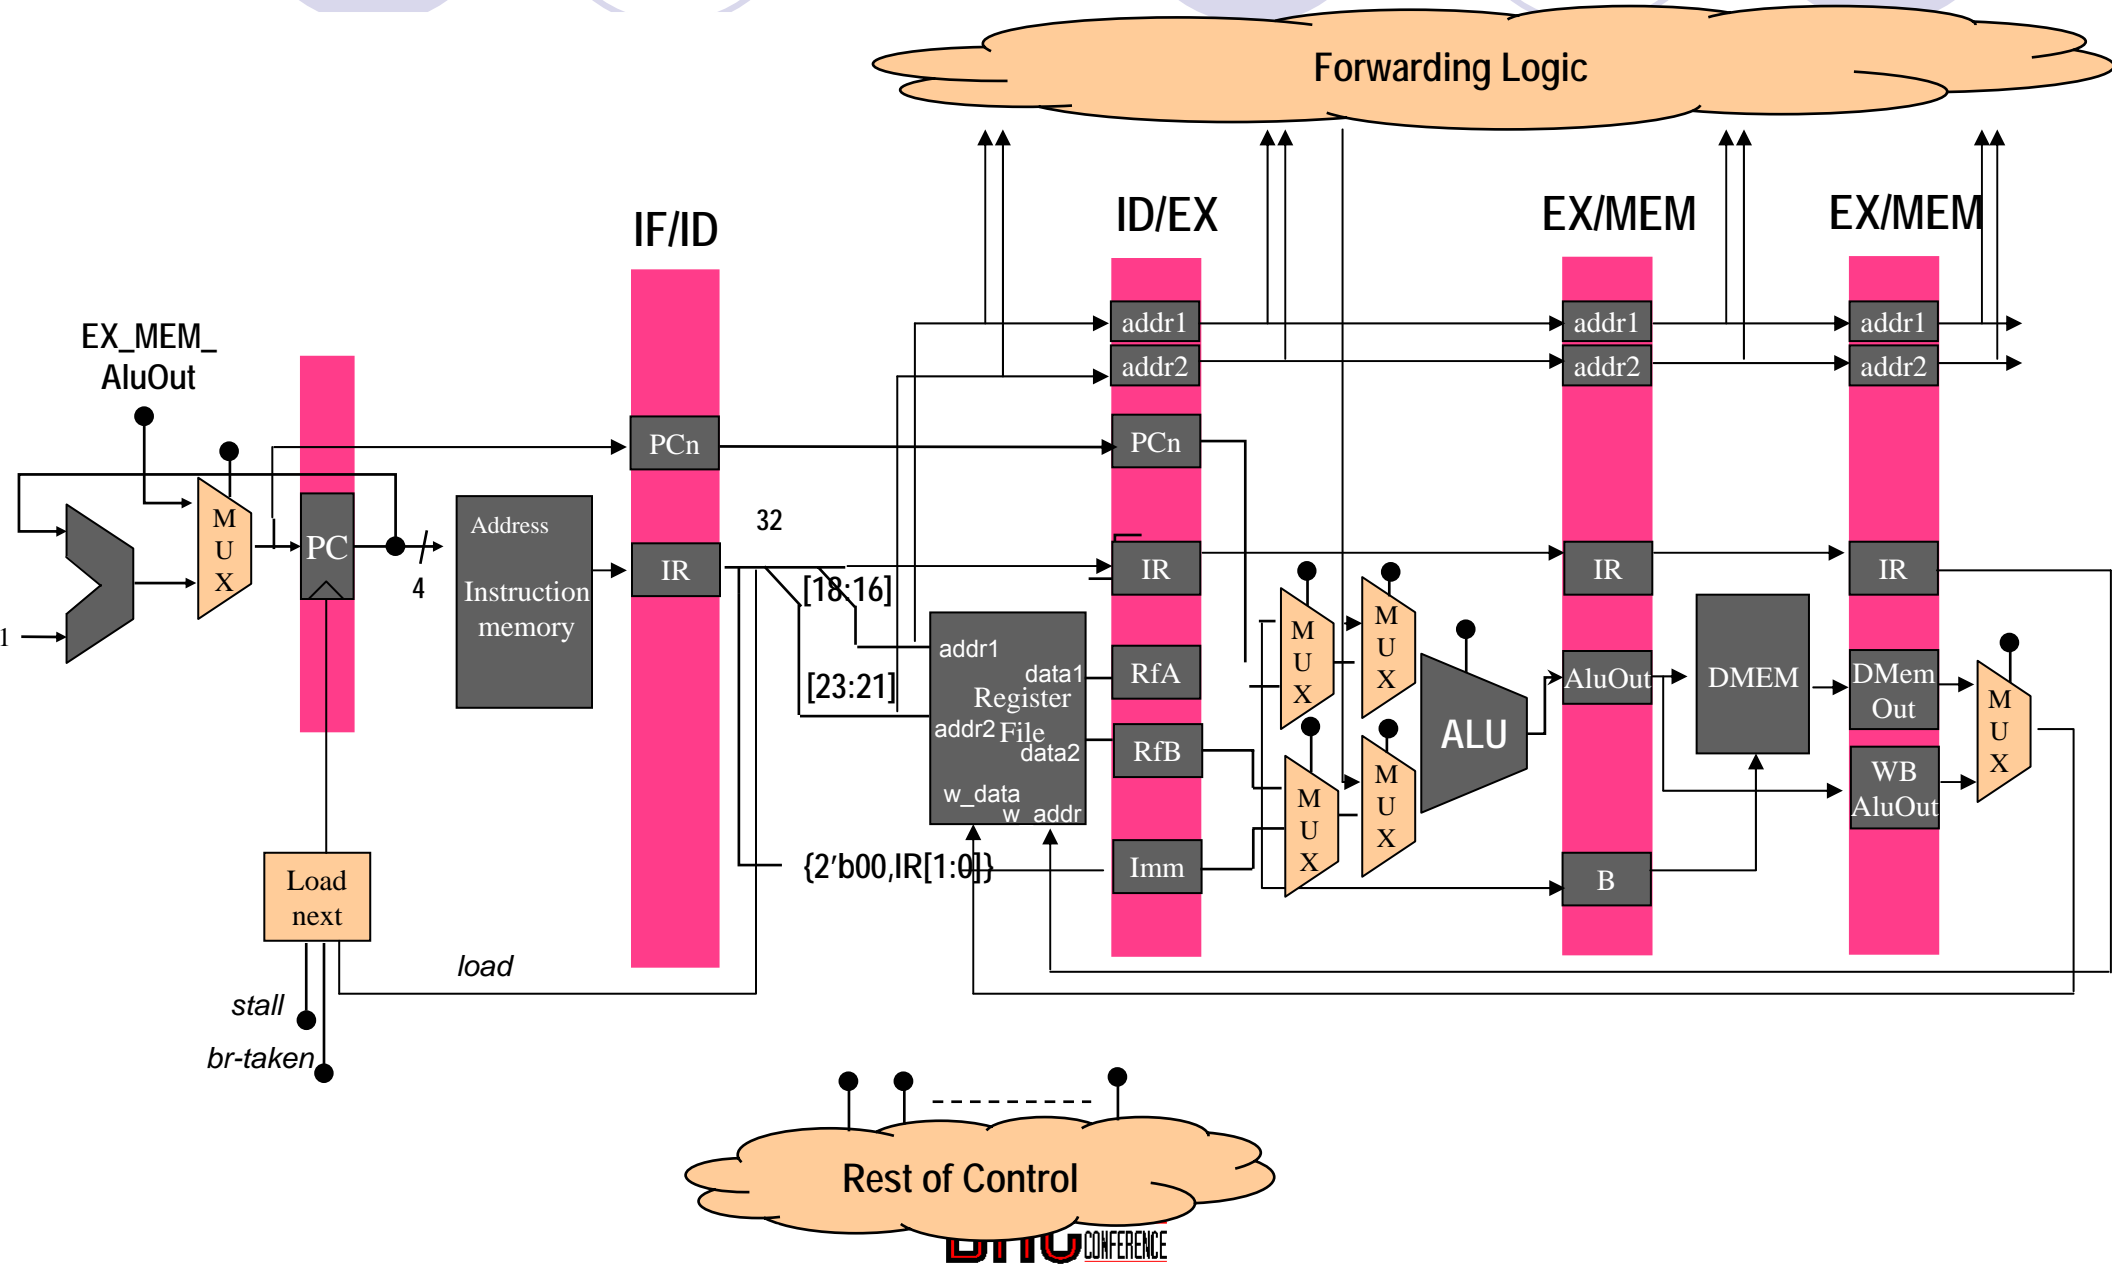 Forwarding Logic
IF/ID
ID/EX
EX/MEM
EX/MEM
EX_MEM_
AluOut
addr1
addr2
PCn
PCn
addr1
addr2
addr1
addr2
M
U
X
PC
4
1
Address
Instruction
memory
IR
32
[18:16]
[23:21]
addr1
data1
Register
addr2
File
data2
w_data
w_addr
{2'b00,IR[1:0]}
IR
RfA
RfB
Imm
M
U
X
M
U
X
M
U
X
M
U
X
ALU
IR
AluOut
B
DMEM
IR
DMem
Out
WB
AluOut
M
U
X
Load
next
load
stall
br-taken
Rest of Control
CONFERENCE